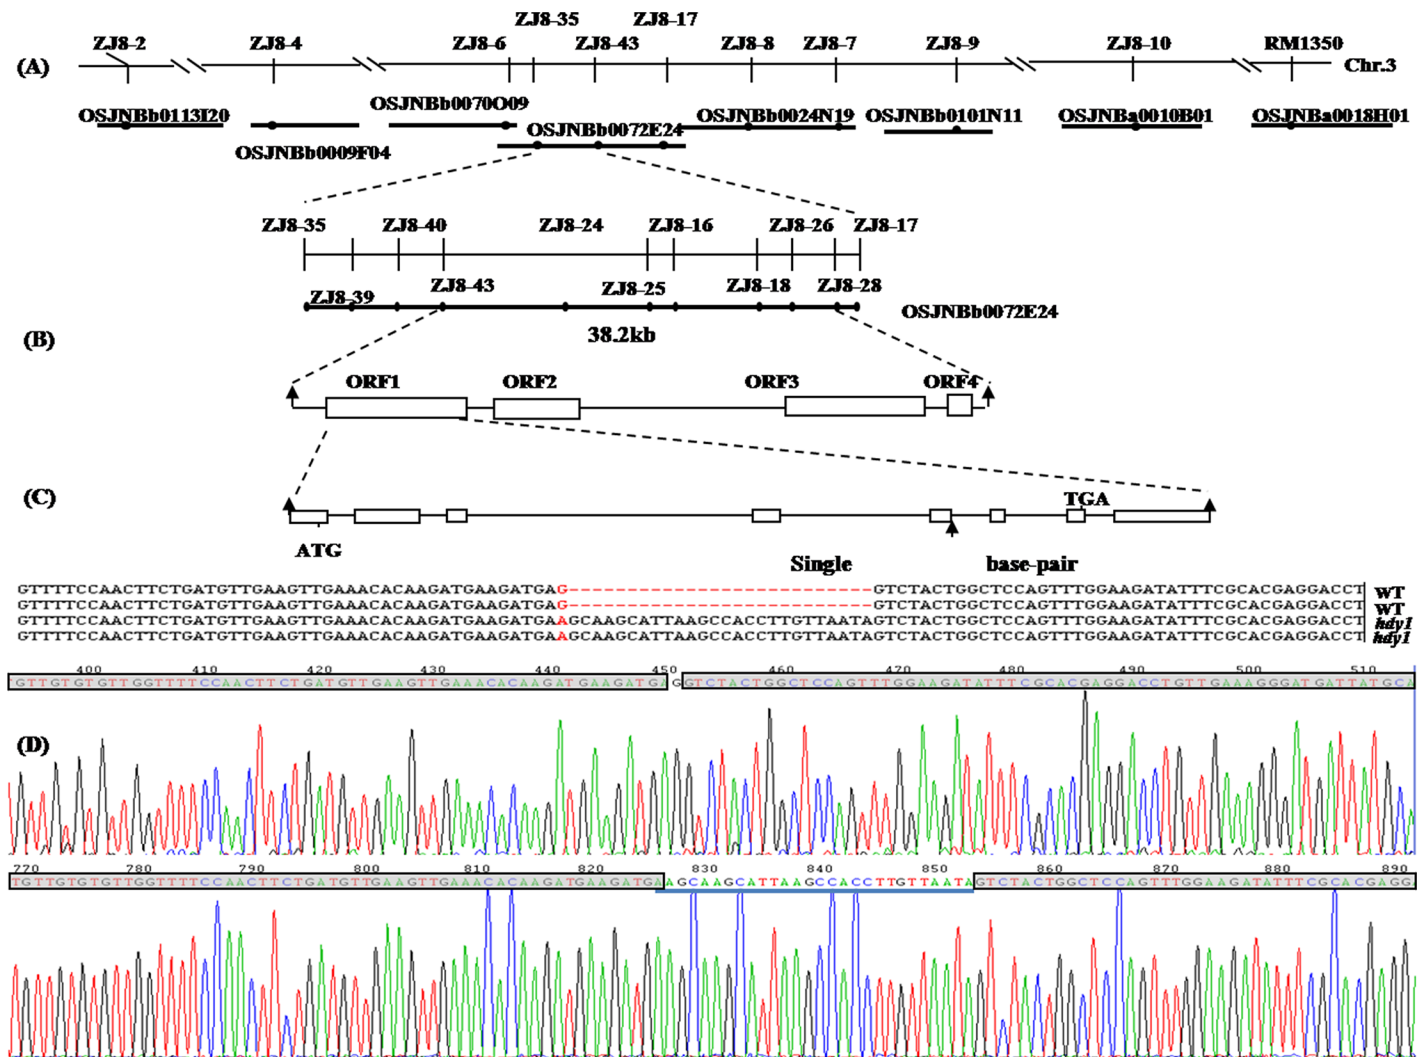 ZJ8-35 ZJ8-17
ZJ8-2 ZJ8-4 ZJ8-6 ZJ8-43 ZJ8-8 ZJ8-7 ZJ8-9 ZJ8-10 RM1350
(A) Chr.3
OSJNBb0113I20 OSJNBb0070O09 OSJNBb0024N19 OSJNBb0101N11 OSJNBa0010B01 OSJNBa0018H01
OSJNBb0009F04 OSJNBb0072E24
ZJ8-35 ZJ8-40 ZJ8-24 ZJ8-16 ZJ8-26 ZJ8-17
ZJ8-39 ZJ8-43 ZJ8-25 ZJ8-18 ZJ8-28
OSJNBb0072E24
(B) 38.2kb
ORF1 ORF2 ORF3 ORF4
(C) TGA
ATG
Single base-pair
GTTTTCCAACTTCTGATGTTGAAGTTGAAACACAAGATGAAGATGAG---------------------------GTCTACTGGCTCCAGTTTGGAAGATATTTCGCACGAGGACCT WT
GTTTTCCAACTTCTGATGTTGAAGTTGAAACACAAGATGAAGATGAG---------------------------GTCTACTGGCTCCAGTTTGGAAGATATTTCGCACGAGGACCT WT
GTTTTCCAACTTCTGATGTTGAAGTTGAAACACAAGATGAAGATGAAGCAAGCATTAAGCCACCTTGTTAATAGTCTACTGGCTCCAGTTTGGAAGATATTTCGCACGAGGACCT hdy1
GTTTTCCAACTTCTGATGTTGAAGTTGAAACACAAGATGAAGATGAAGCAAGCATTAAGCCACCTTGTTAATAGTCTACTGGCTCCAGTTTGGAAGATATTTCGCACGAGGACCT hdy1
400 410 420 430 440 450 460 470 480 490 500 510
TGTTGTGTGTTGGTTTTCCAACTTCTGATGTTGAAGTTGAAACACAAGATGAAGATGA G GTCTACTGGCTCCAGTTTGGAAGATATTTCGCACGAGGACCTGTTGAAAGGGATGATTATGCA
(D)
770 780 790 800 810 820 830 840 850 860 870 880 890
TGTTGTGTGTTGGTTTTCCAACTTCTGATGTTGAAGTTGAAACACAAGATGAAGATGAAGCAAGCATTAAGCCACCTTGTTAATAGTCTACTGGCTCCAGTTTGGAAGATATTTCGCACGAGG